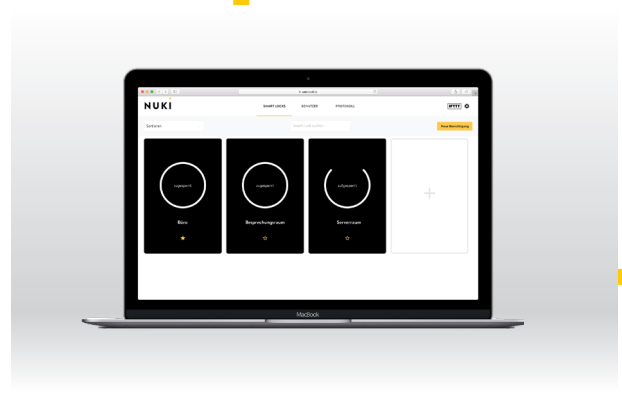 NUKI
SMART LOCKS
BENUTZER
PROTOKOLL
IFTTT
Sortieren
Neue Berechtigung
zugesperrt
zugesperrt
aufgesperrt
Büro
Besprechungsraum
Serverraum
MacBook